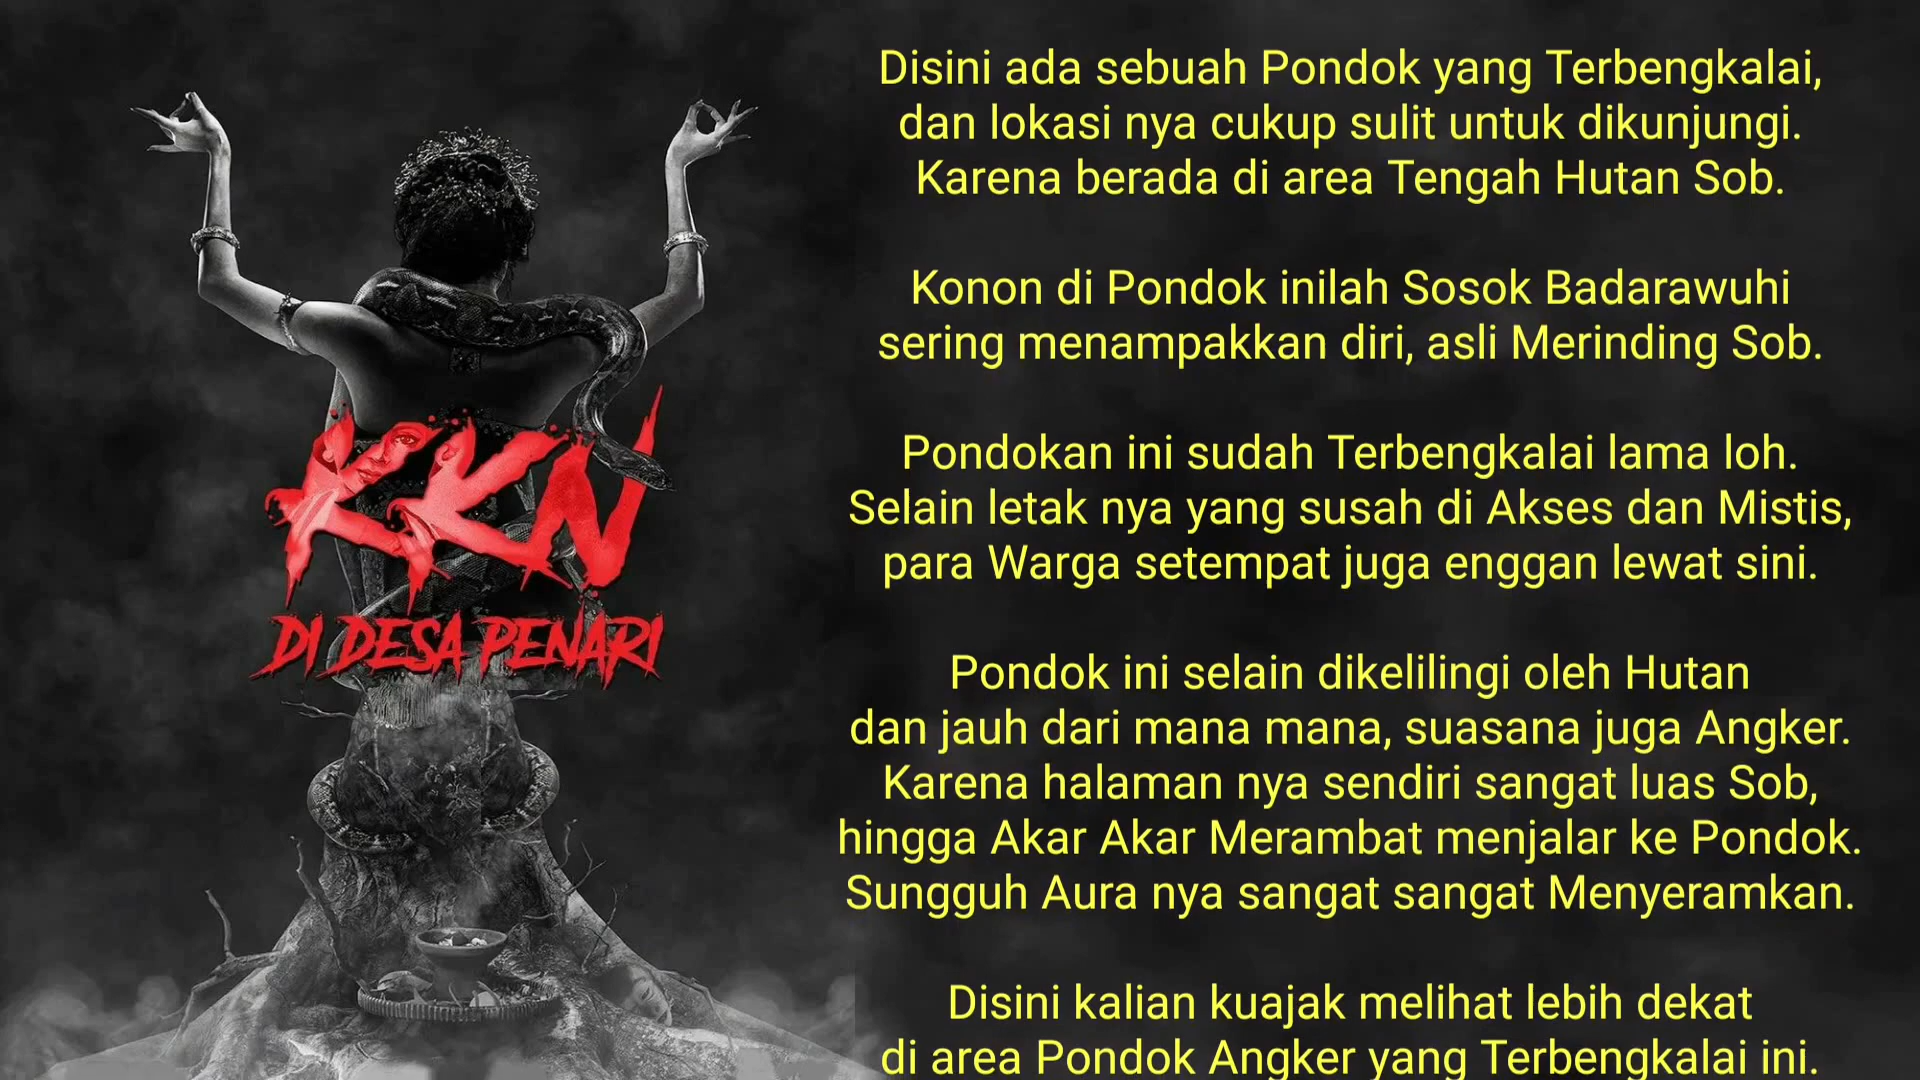 KKN
DI DESA PENARI
Disini ada sebuah Pondok yang Terbengkalai,
dan lokasi nya cukup sulit untuk dikunjungi.
Karena berada di area Tengah Hutan Sob.
Konon di Pondok inilah Sosok Badarawuhi
sering menampakkan diri, asli Merinding Sob.
Pondokan ini sudah Terbengkalai lama loh.
Selain letak nya yang susah di Akses dan Mistis,
para Warga setempat juga enggan lewat sini.
Pondok ini selain dikelilingi oleh Hutan
dan jauh dari mana mana, suasana juga Angker.
Karena halaman nya sendiri sangat luas Sob,
hingga Akar Akar Merambat menjalar ke Pondok.
Sungguh Aura nya sangat sangat Menyeramkan.
Disini kalian kuajak melihat lebih dekat
di area Pondok Angker yang Terbengkalai ini.